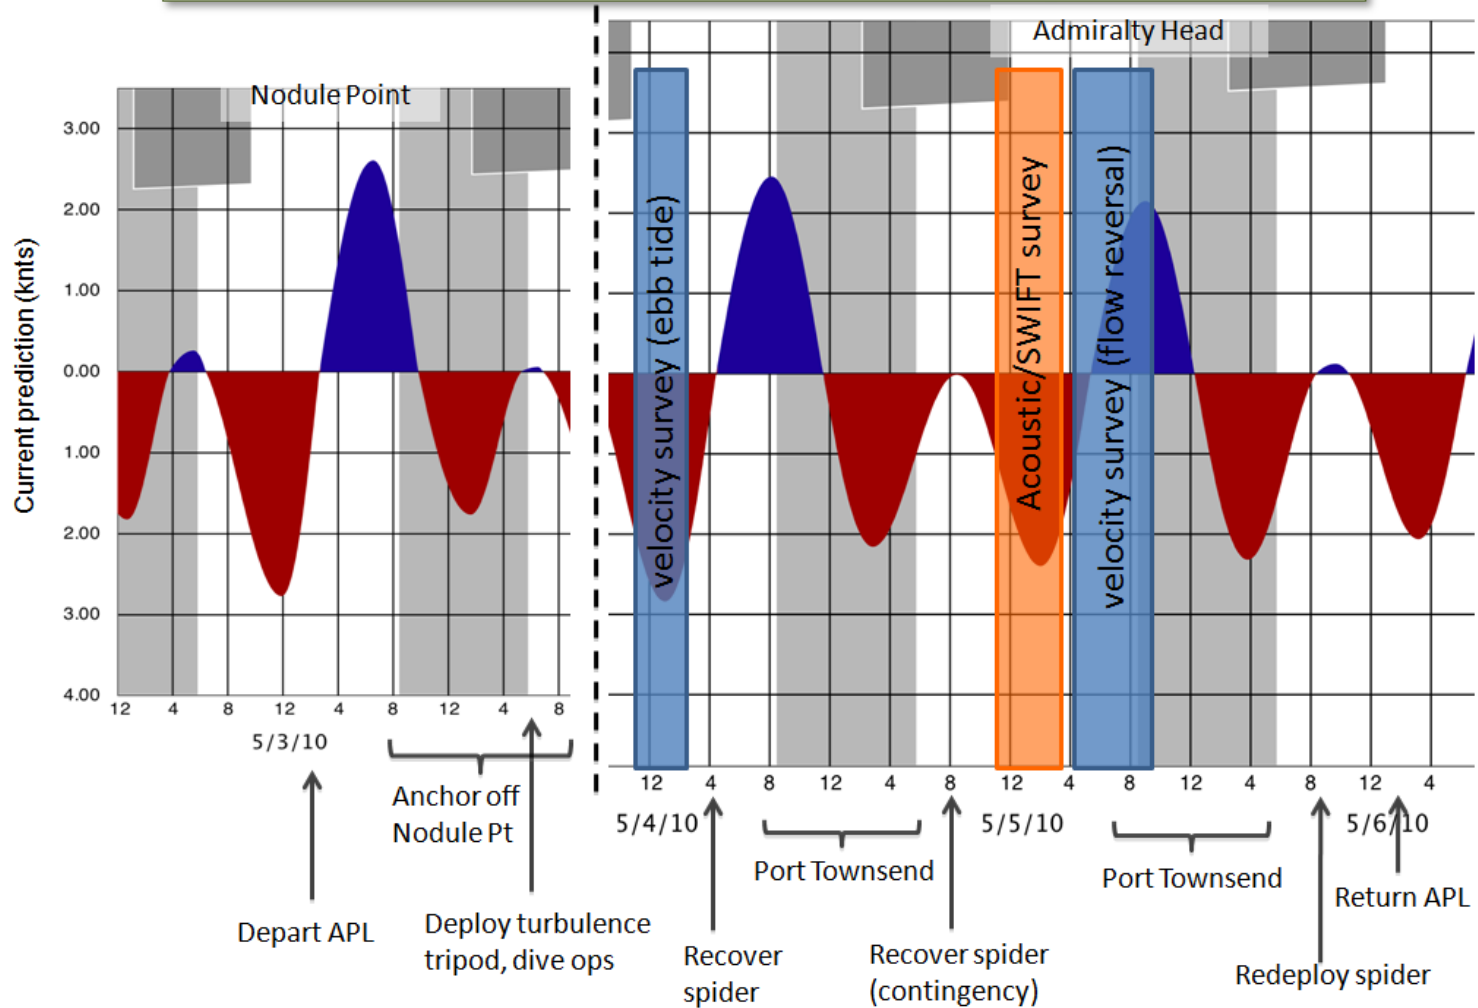 Nodule Point
Admiralty Head
Current prediction (knts)
3.00
2.00
1.00
0.00
1.00
2.00
3.00
4.00
velocity survey (ebb tide)
Acoustic/SWIFT survey
velocity survey (flow reversal)
12 4 8 12 4 8 12 4 8
5/3/10
12 4 8 12 4 8 12 4 8 12 4 8 12 4
5/4/10
5/5/10
5/6/10
Depart APL
Anchor off
Nodule Pt
Deploy turbulence
tripod, dive ops
Recover
spider
Port Townsend
Recover spider
(contingency)
Port Townsend
Redeploy spider
Return APL